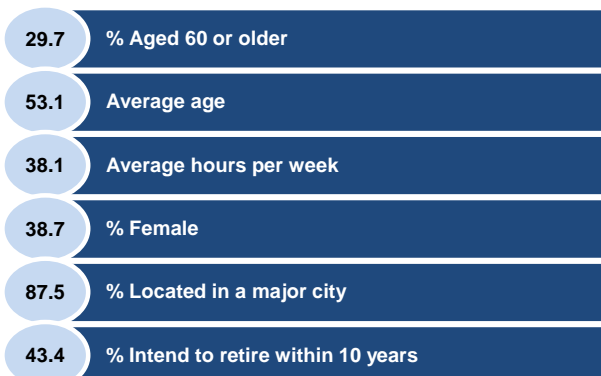 29.7 % Aged 60 or older
53.1 Average age
38.1 Average hours per week
38.7 % Female
87.5 % Located in a major city
43.4 % Intend to retire within 10 years